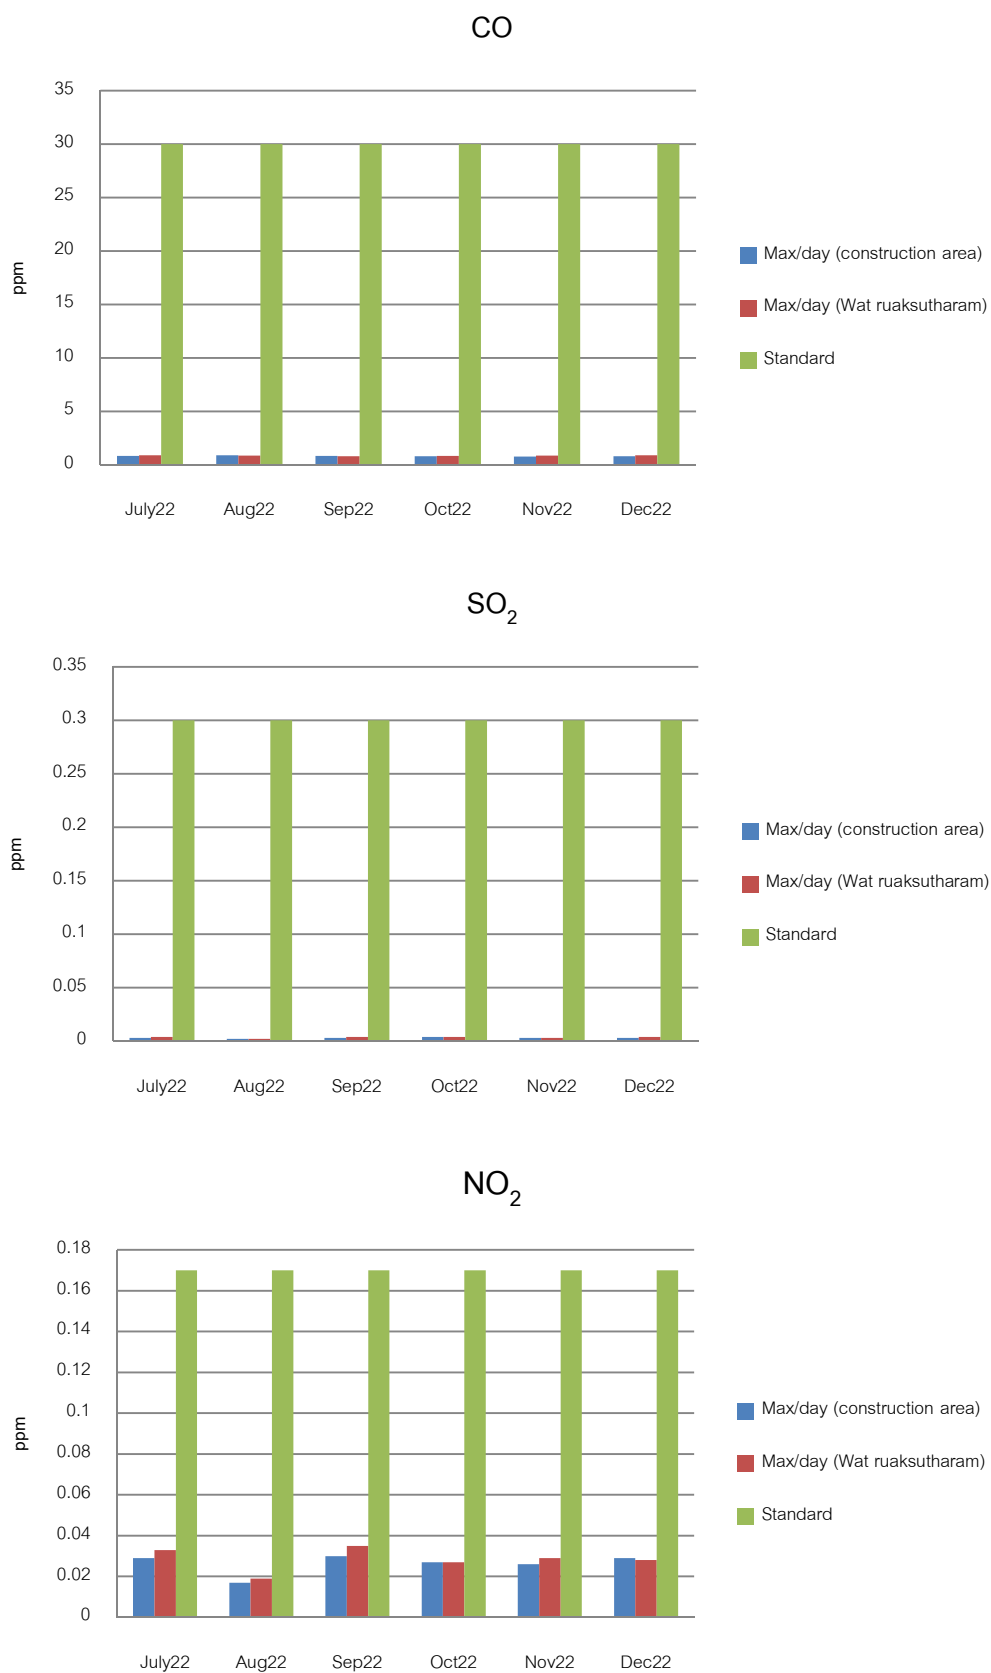 CO
35
30
25
20
15
10
5
0
ppm
July22 Aug22 Sep22 Oct22 Nov22 Dec22
Max/day (construction area)
Max/day (Wat ruaksutharam)
Standard
SO₂
0.35
0.3
0.25
0.2
0.15
0.1
0.05
0
ppm
July22 Aug22 Sep22 Oct22 Nov22 Dec22
Max/day (construction area)
Max/day (Wat ruaksutharam)
Standard
NO₂
0.18
0.16
0.14
0.12
0.1
0.08
0.06
0.04
0.02
0
ppm
July22 Aug22 Sep22 Oct22 Nov22 Dec22
Max/day (construction area)
Max/day (Wat ruaksutharam)
Standard